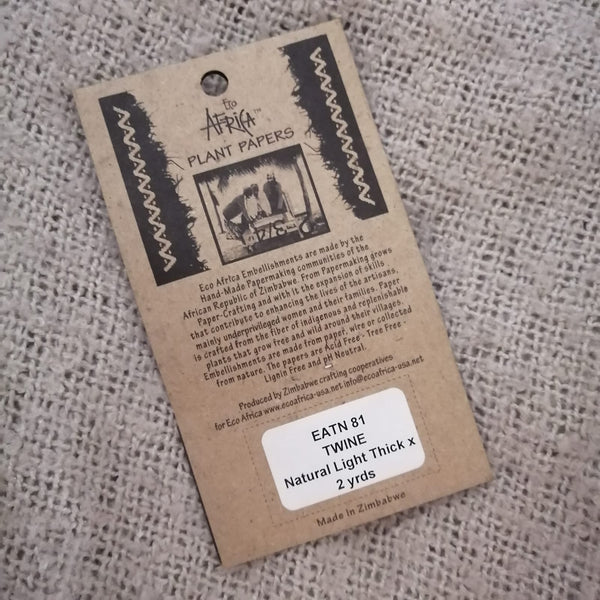 Eco
AFRICA™
PLANT PAPERS
Eco Africa Embellishments are made by the
Hand-Made Papermaking communities of the
African Republic of Zimbabwe. From Papermaking grows
Paper-Crafting and with it the expansion of skills
that contribute to enhancing the lives of the artisans,
mainly underprivileged women and their families. Paper
is crafted from the fiber of indigenous and replenishable
plants that grow free and wild around their villages.
Embellishments are made from paper, wire or collected
from nature. The papers are Acid Free - Tree Free -
Lignin Free and pH Neutral.
Produced by Zimbabwe crafting cooperatives
for Eco Africa www.ecoafrica-usa.net info@ecoafrica-usa.net
EATN 81
TWINE
Natural Light Thick x
2 yrds
Made in Zimbabwe